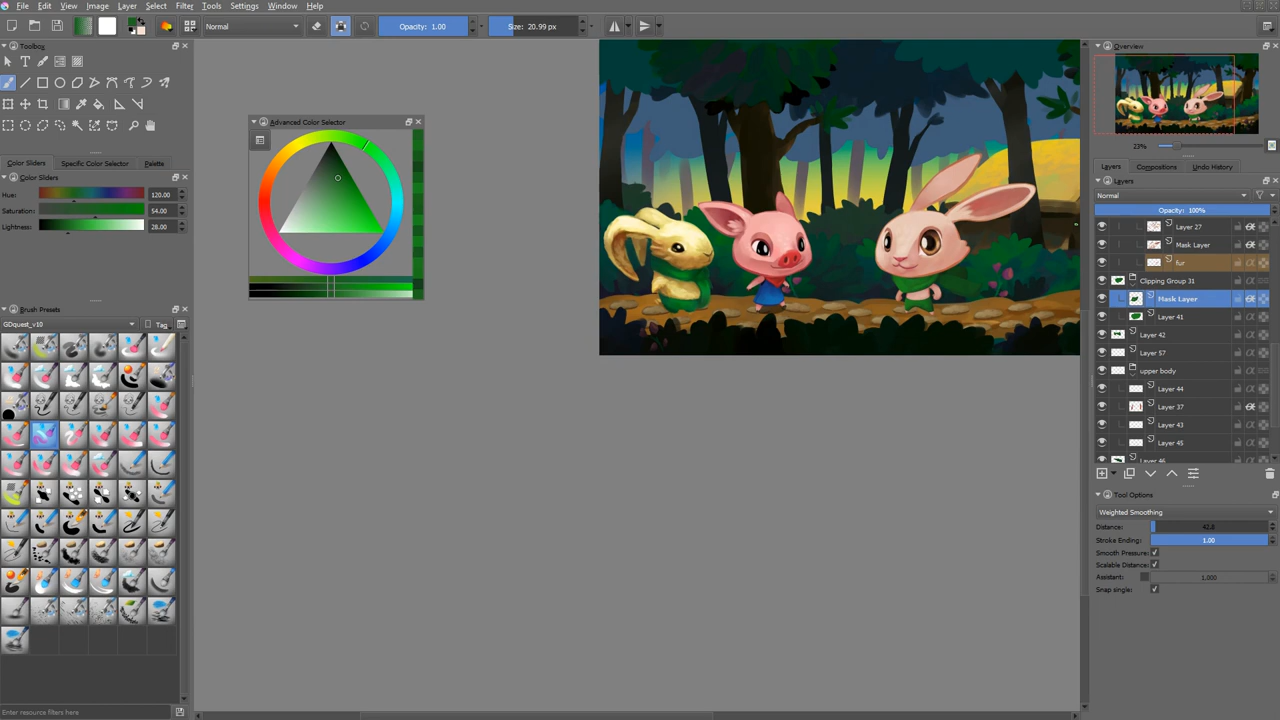 File Edit View Image Layer Select Filter Tools Settings Window Help
Normal
Opacity: 1.00
Size: 20.99 px
Toolbox
Color Sliders Specific Color Selector Palette
Color Sliders
Hue: 120.00
Saturation: 54.00
Lightness: 28.00
Brush Presets
GDquest_v10
Tag
Enter resource filters here
Advanced Color Selector
Overview
23%
Layers Compositions Undo History
Layers
Normal
Opacity: 100%
Layer 27
Mask Layer
fur
Clipping Group 31
Mask Layer
Layer 41
Layer 42
Layer 57
upper body
Layer 44
Layer 37
Layer 43
Layer 45
Layer 46
Tool Options
Weighted Smoothing
Distance: 42.8
Stroke Ending: 1.00
Smooth Pressure:
Scalable Distance:
Assistant: 1,000
Snap single: